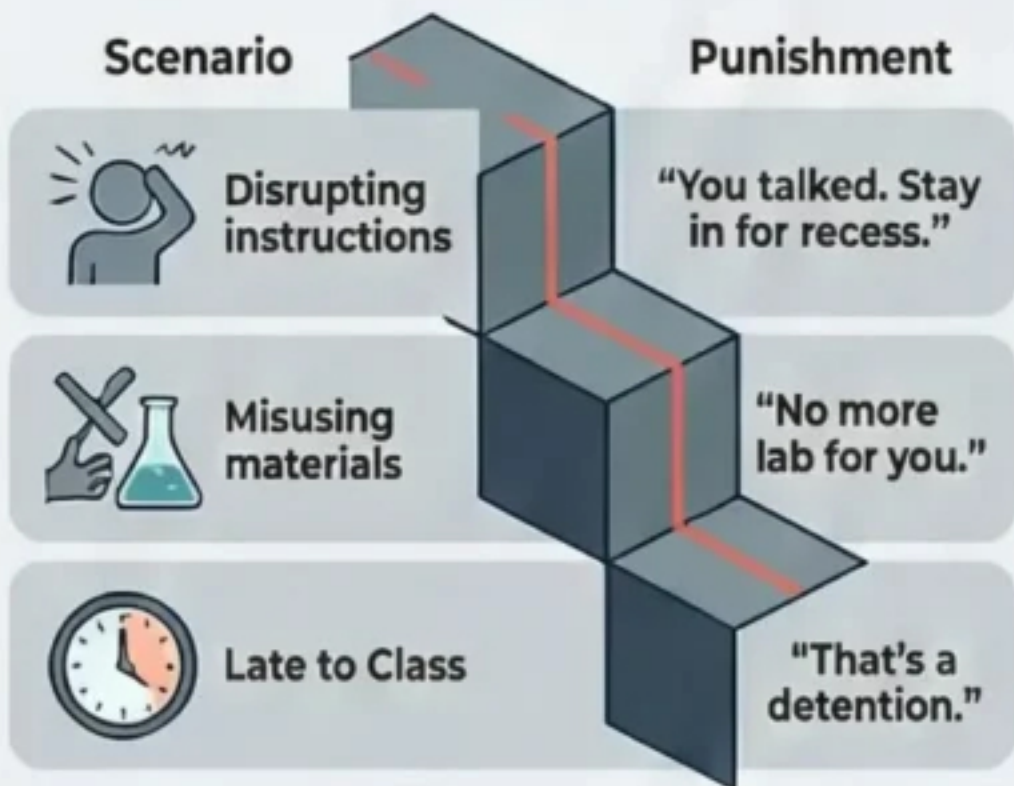 Scenario
Punishment
Disrupting
instructions
“You talked. Stay
in for recess.”
Misusing
materials
“No more
lab for you.”
Late to Class
“That’s a
detention.”